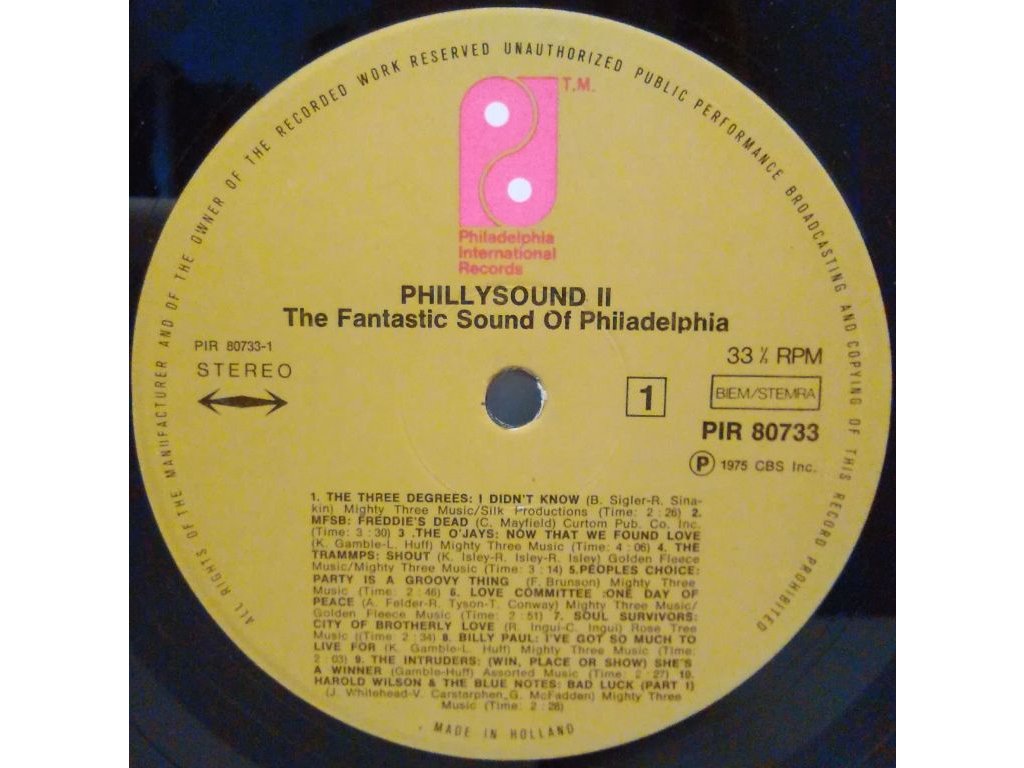 ALL RIGHTS OF THE MANUFACTURER AND OF THE OWNER OF THE RECORDED WORK RESERVED UNAUTHORIZED PUBLIC PERFORMANCE BROADCASTING AND COPYING OF THIS RECORD PROHIBITED
T.M.
Philadelphia
International
Records
PHILLYSOUND II
The Fantastic Sound Of Philadelphia
PIR 80733-1
STEREO
33 ⅓ RPM
1
BIEM/STEMRA
PIR 80733
Ⓟ 1975 CBS Inc.
1. THE THREE DEGREES: I DIDN'T KNOW (B. Sigler-R. Sina-
kin) Mighty Three Music/Silk Productions (Time: 2:26) 2.
MFSB: FREDDIE'S DEAD (C. Mayfield) Curtom Pub. Co. Inc.
(Time: 3:30) 3 .THE O'JAYS: NOW THAT WE FOUND LOVE
(K. Gamble-L. Huff) Mighty Three Music (Time: 4:06) 4. THE
TRAMMPS: SHOUT (K. Isley-R. Isley-R. Isley) Golden Fleece
Music/Mighty Three Music (Time: 3:14) 5.PEOPLES CHOICE:
PARTY IS A GROOVY THING (F. Brunson) Mighty Three
Music (Time: 2:46) 6. LOVE COMMITTEE :ONE DAY OF
PEACE (A. Felder-R. Tyson-T. Conway) Mighty Three Music/
Golden Fleece Music (Time: 2:51) 7. SOUL SURVIVORS:
CITY OF BROTHERLY LOVE (R. Ingui-C. Ingui) Rose Tree
Music ((Time: 2:34) 8. BILLY PAUL: I'VE GOT SO MUCH TO
LIVE FOR (K. Gamble-L. Huff) Mighty Three Music (Time:
2:03) 9. THE INTRUDERS: (WIN, PLACE OR SHOW) SHE'S
A WINNER (Gamble-Huff) Assorted Music (Time: 2:27) 10.
HAROLD WILSON & THE BLUE NOTES: BAD LUCK (PART 1)
(J. Whitehead-V. Carstarphen_G. McFadden) Mighty Three
Music (Time: 2:28)
MADE IN HOLLAND